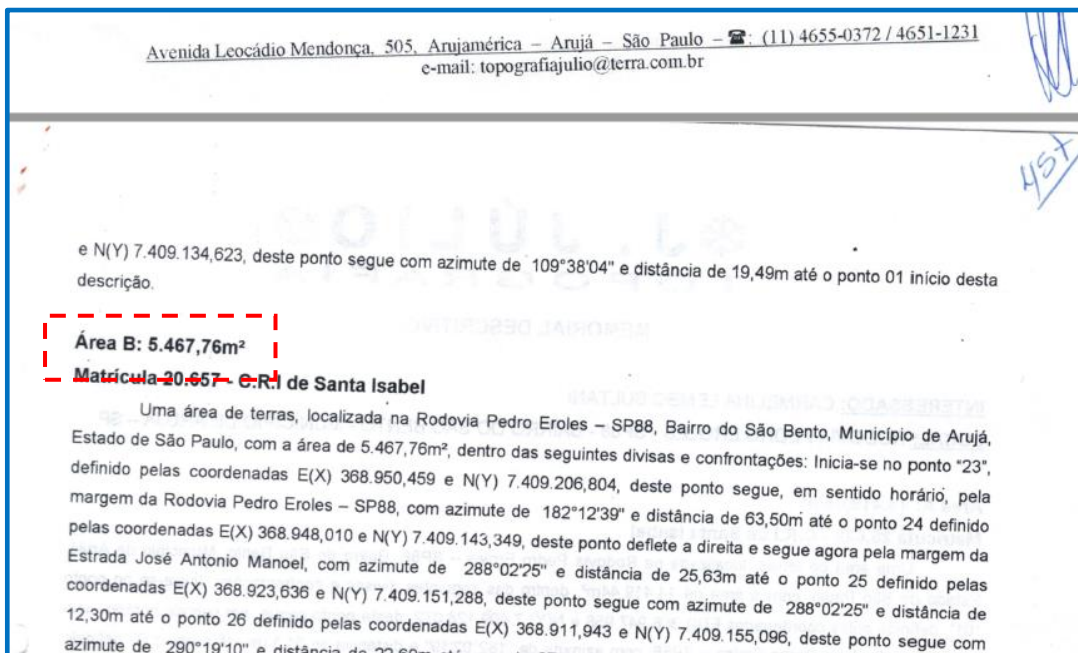 Avenida Leocádio Mendonça, 505, Arujamérica – Arujá – São Paulo – ☎: (11) 4655-0372 / 4651-1231
e-mail: topografiajulio@terra.com.br
457
e N(Y) 7.409.134,623, deste ponto segue com azimute de 109°38'04" e distância de 19,49m até o ponto 01 início desta
descrição.
Área B: 5.467,76m²
Matrícula 20.657 - C.R.I de Santa Isabel
Uma área de terras, localizada na Rodovia Pedro Eroles – SP88, Bairro do São Bento, Município de Arujá,
Estado de São Paulo, com a área de 5.467,76m², dentro das seguintes divisas e confrontações: Inicia-se no ponto "23",
definido pelas coordenadas E(X) 368.950,459 e N(Y) 7.409.206,804, deste ponto segue, em sentido horário, pela
margem da Rodovia Pedro Eroles – SP88, com azimute de 182°12'39" e distância de 63,50m até o ponto 24 definido
pelas coordenadas E(X) 368.948,010 e N(Y) 7.409.143,349, deste ponto deflete a direita e segue agora pela margem da
Estrada José Antonio Manoel, com azimute de 288°02'25" e distância de 25,63m até o ponto 25 definido pelas
coordenadas E(X) 368.923,636 e N(Y) 7.409.151,288, deste ponto segue com azimute de 288°02'25" e distância de
12,30m até o ponto 26 definido pelas coordenadas E(X) 368.911,943 e N(Y) 7.409.155,096, deste ponto segue com
azimute de 290°19'10" e distância de